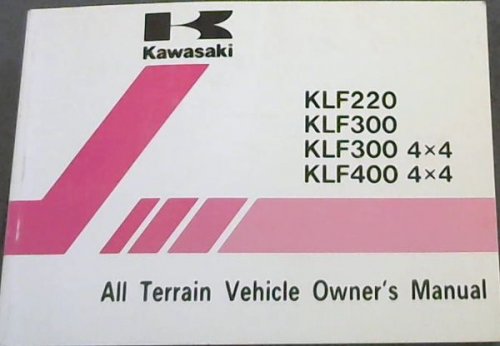 Kawasaki
KLF220
KLF300
KLF300 4×4
KLF400 4×4
All Terrain Vehicle Owner's Manual